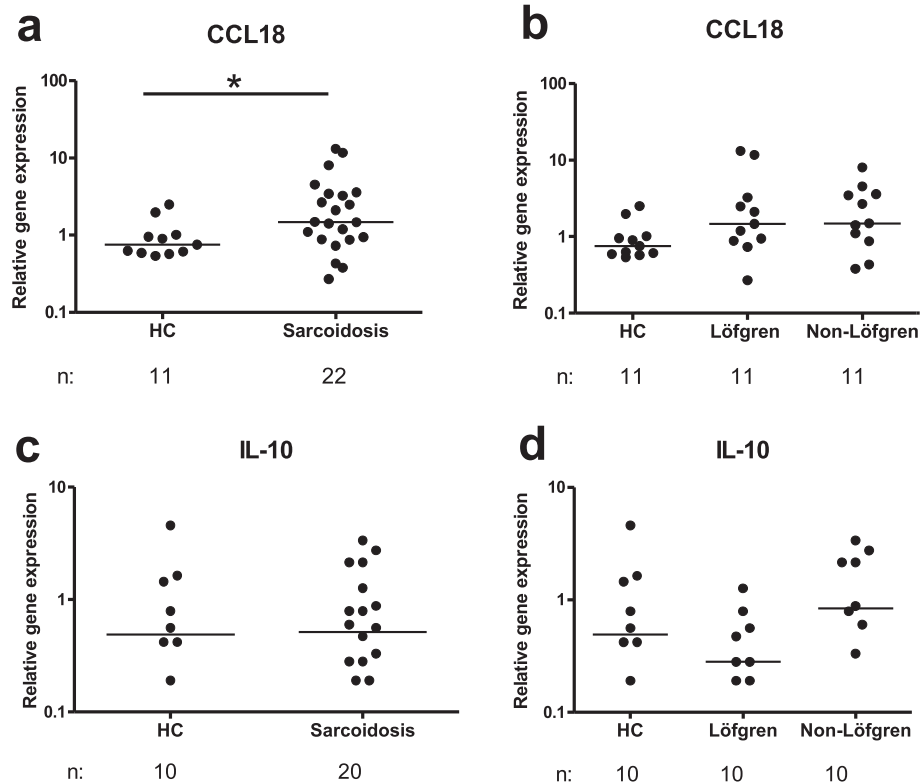 a
CCL18
*
Relative gene expression
100
10
1
0.1
HC Sarcoidosis
n: 11 22
b
CCL18
Relative gene expression
100
10
1
0.1
HC Löfgren Non-Löfgren
n: 11 11 11
c
IL-10
Relative gene expression
10
1
0.1
HC Sarcoidosis
n: 10 20
d
IL-10
Relative gene expression
10
1
0.1
HC Löfgren Non-Löfgren
n: 10 10 10